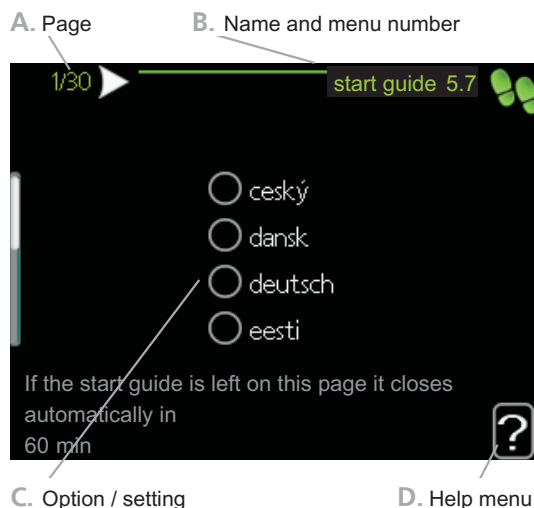 A. Page
B. Name and menu number
1/30
start guide 5.7
ceský
dansk
deutsch
eesti
If the start guide is left on this page it closes
automatically in
60 min
?
C. Option / setting
D. Help menu